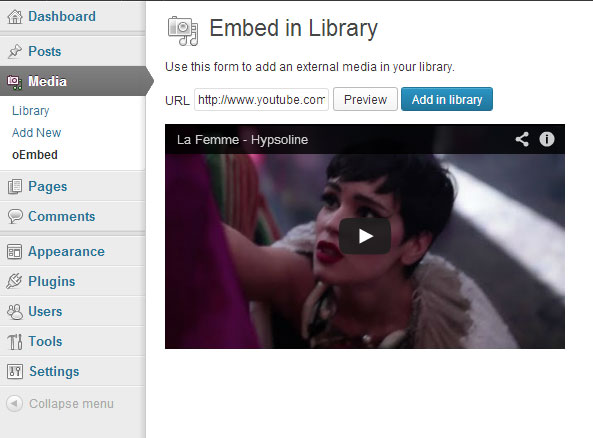 Dashboard
Posts
Media
Library
Add New
oEmbed
Pages
Comments
Appearance
Plugins
Users
Tools
Settings
Collapse menu
Embed in Library
Use this form to add an external media in your library.
URL http://www.youtube.com Preview Add in library
La Femme - Hypsoline